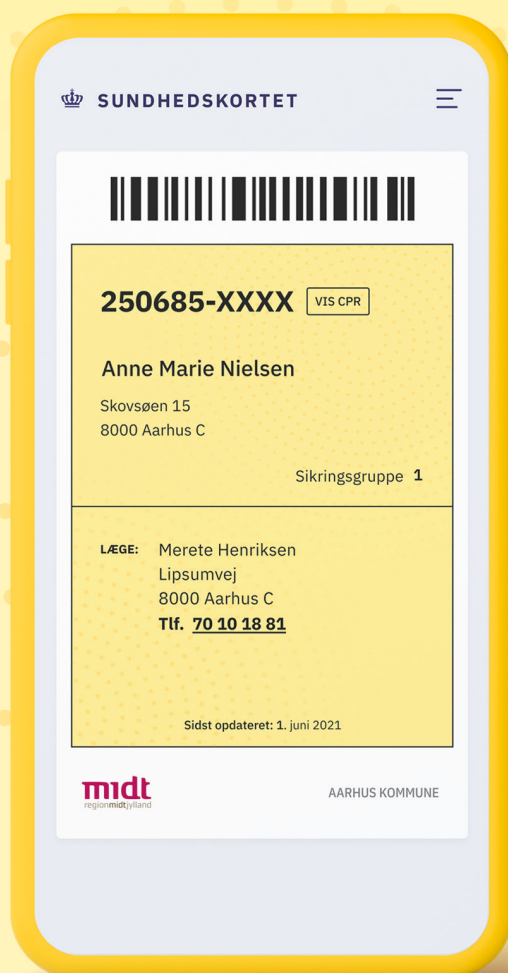 SUNDHEDSKORTET
250685-XXXX VIS CPR
Anne Marie Nielsen
Skovsøen 15
8000 Aarhus C
Sikringsgruppe 1
LÆGE: Merete Henriksen
Lipsumvej
8000 Aarhus C
Tlf. 70 10 18 81
Sidst opdateret: 1. juni 2021
midt
regionmidtjylland
AARHUS KOMMUNE